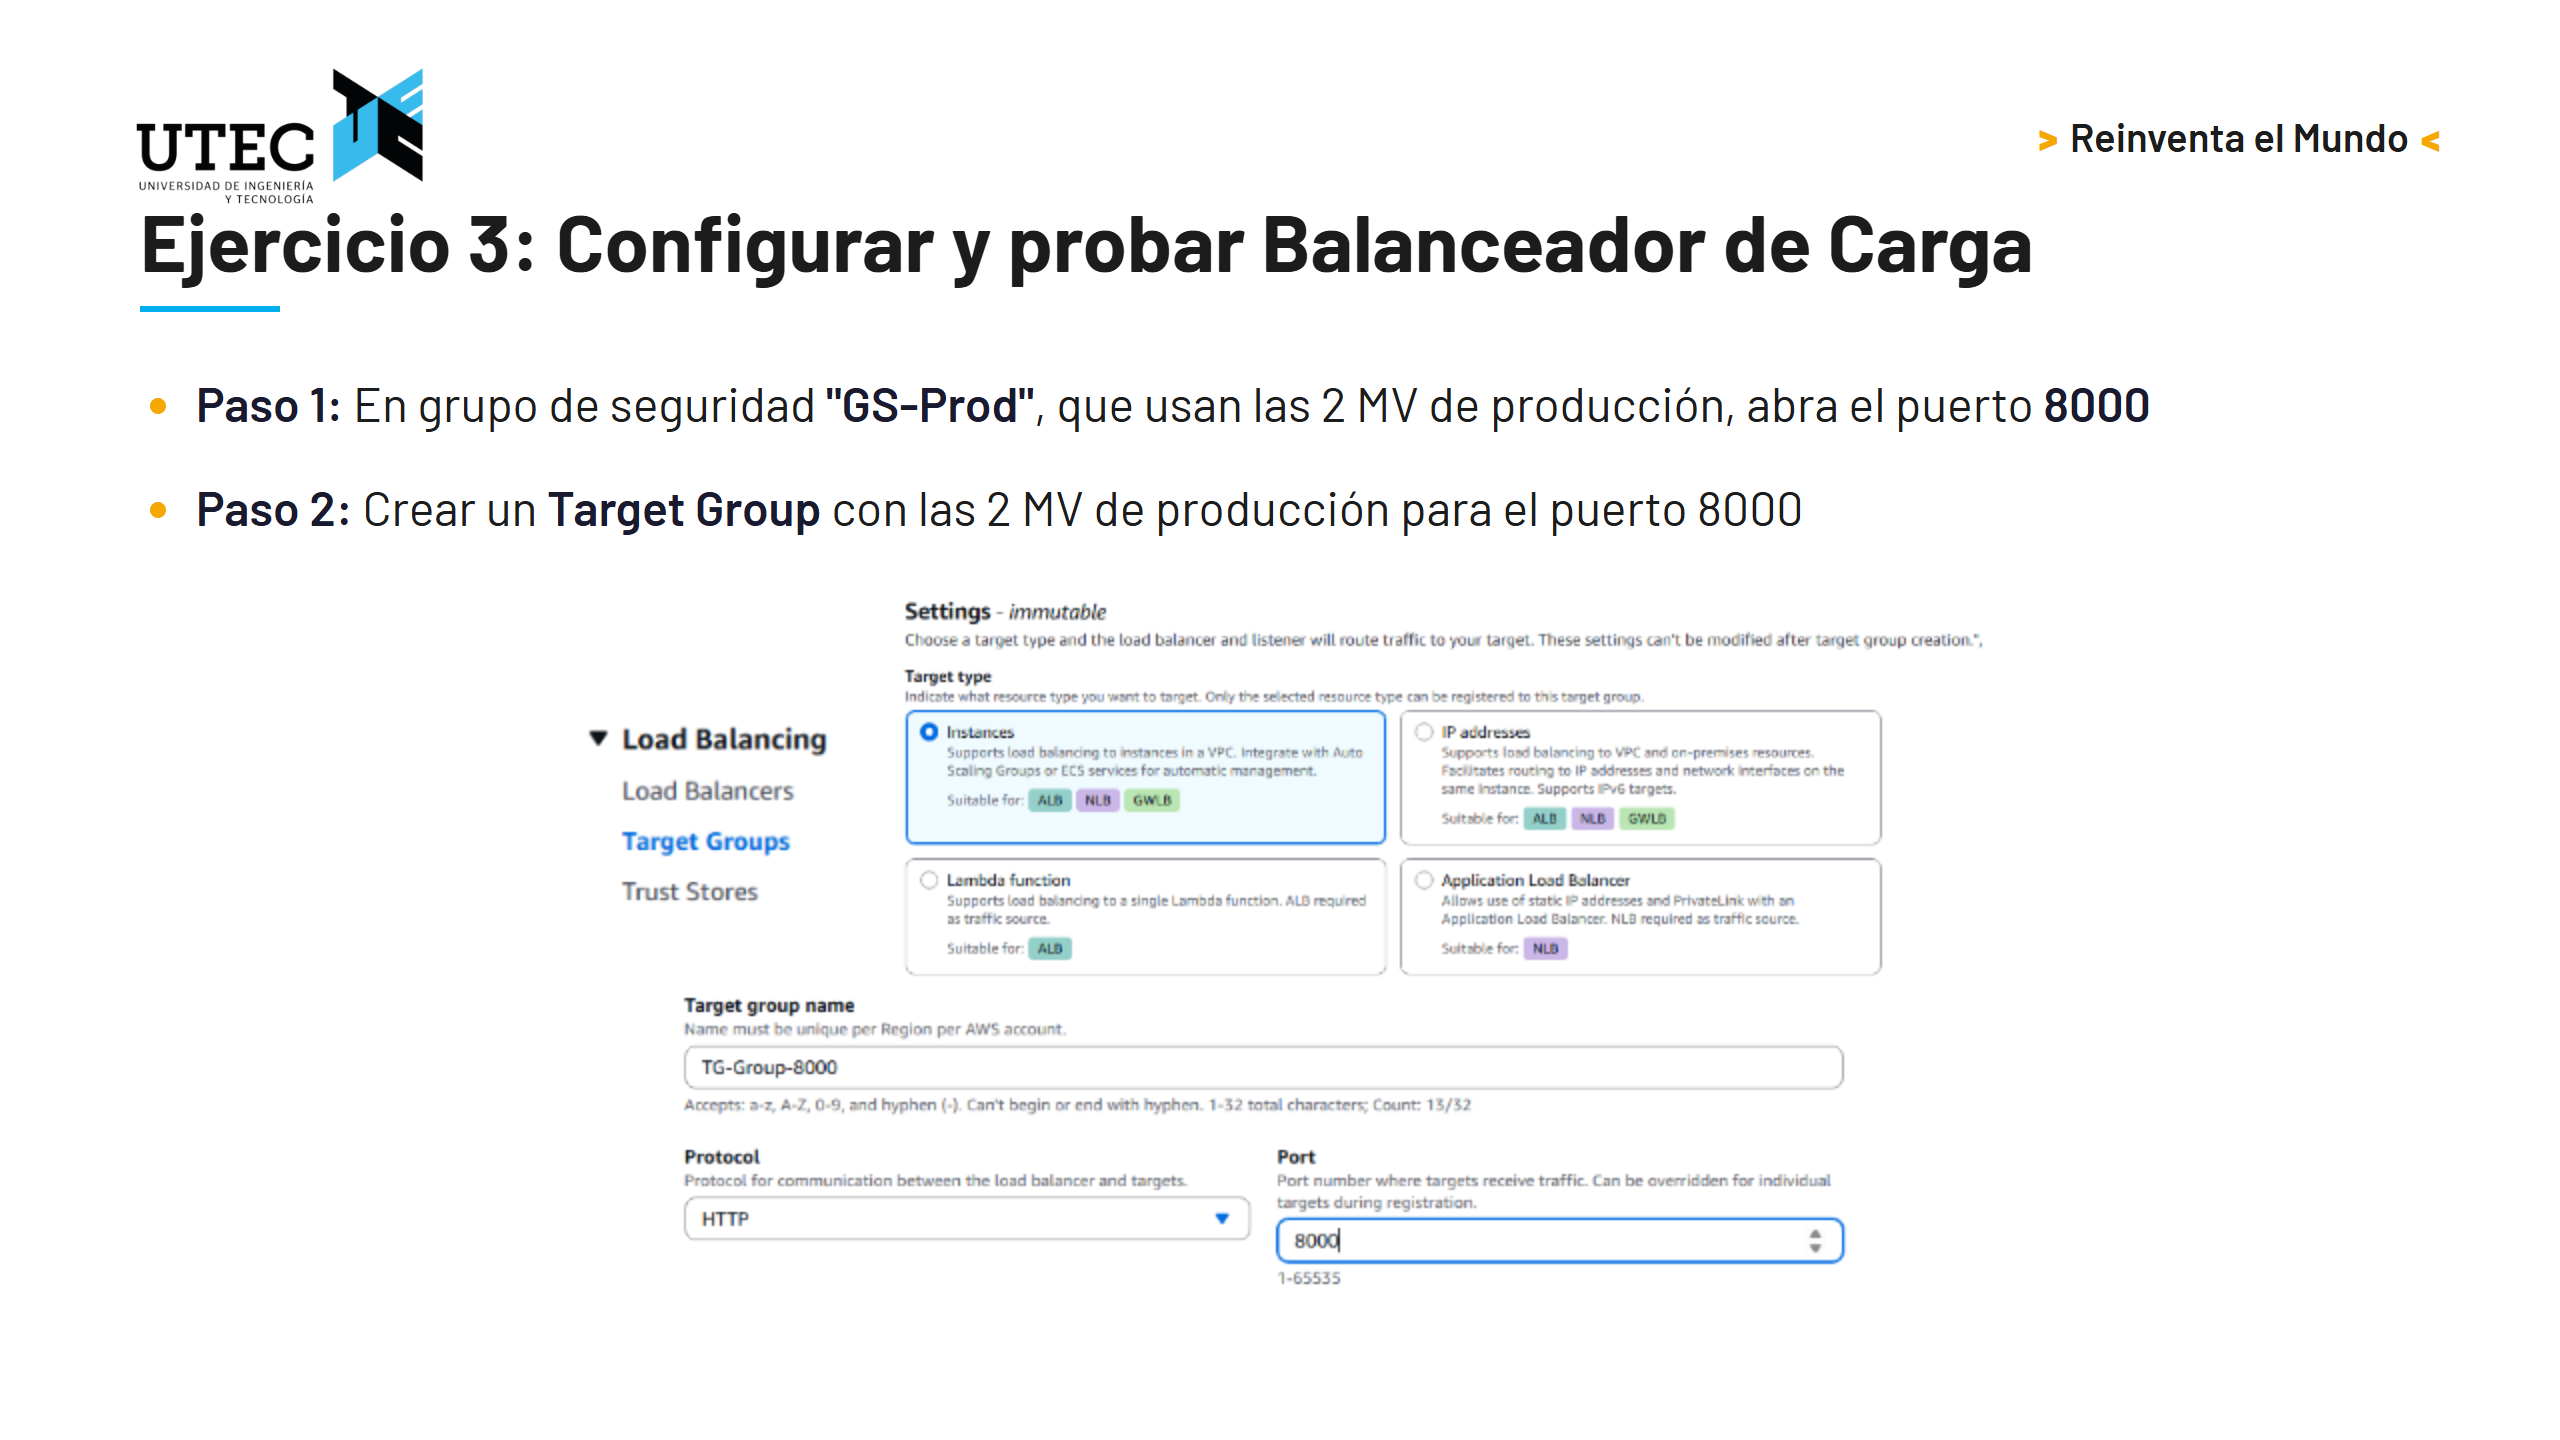 UTEC
UNIVERSIDAD DE INGENIERÍA
Y TECNOLOGÍA
> Reinventa el Mundo <
Ejercicio 3: Configurar y probar Balanceador de Carga
• Paso 1: En grupo de seguridad "GS-Prod", que usan las 2 MV de producción, abra el puerto 8000
• Paso 2: Crear un Target Group con las 2 MV de producción para el puerto 8000
Load Balancing
Load Balancers
Target Groups
Trust Stores
Settings - immutable
Choose a target type and the load balancer and listener will route traffic to your target. These settings can't be modified after target group creation.",
Target type
Indicate what resource type you want to target. Only the selected resource type can be registered to this target group.
Instances
Supports load balancing to instances in a VPC. Integrate with Auto
Scaling Groups or ECS services for automatic management.
Suitable for: ALB NLB GWLB
IP addresses
Supports load balancing to VPC and on-premises resources.
Facilitates routing to IP addresses and network interfaces on the
same instance. Supports IPv6 targets.
Suitable for: ALB NLB GWLB
Lambda function
Supports load balancing to a single Lambda function. ALB required
as traffic source.
Suitable for: ALB
Application Load Balancer
Allows use of static IP addresses and PrivateLink with an
Application Load Balancer. NLB required as traffic source.
Suitable for: NLB
Target group name
Name must be unique per Region per AWS account.
TG-Group-8000
Accepts: a-z, A-Z, 0-9, and hyphen (-). Can't begin or end with hyphen. 1-32 total characters; Count: 13/32
Protocol
Protocol for communication between the load balancer and targets.
HTTP
Port
Port number where targets receive traffic. Can be overridden for individual
targets during registration.
8000
1-65535